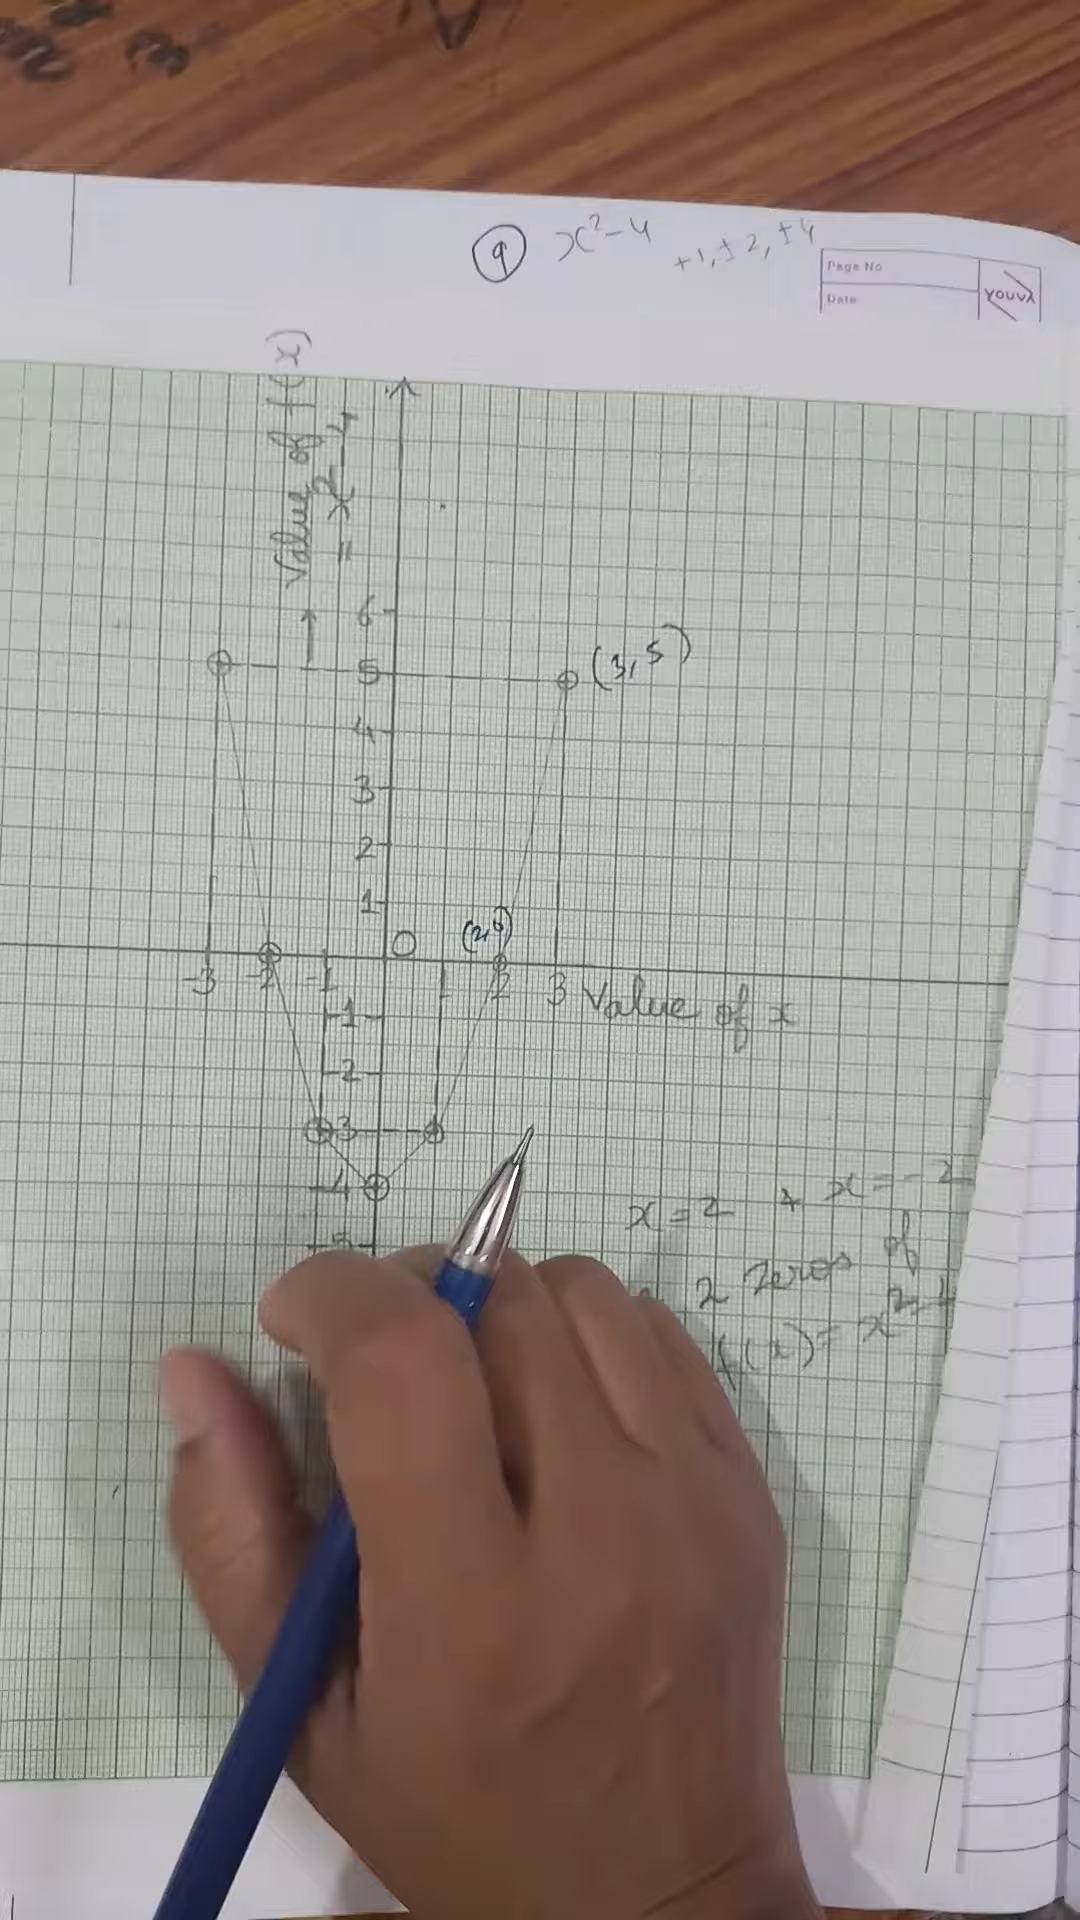 9 x²-4 +1, ±2, ±4
Page No
Date
YOUVA
Value of f(x)
= x²-4
6
5 (3, 5)
4
3
2
1
O (2,0)
-3 -2 -1 1 2 3 Value of x
-1
-2
-3
-4
x=2 x=-2
2 zeros of
f(x)= x²-4